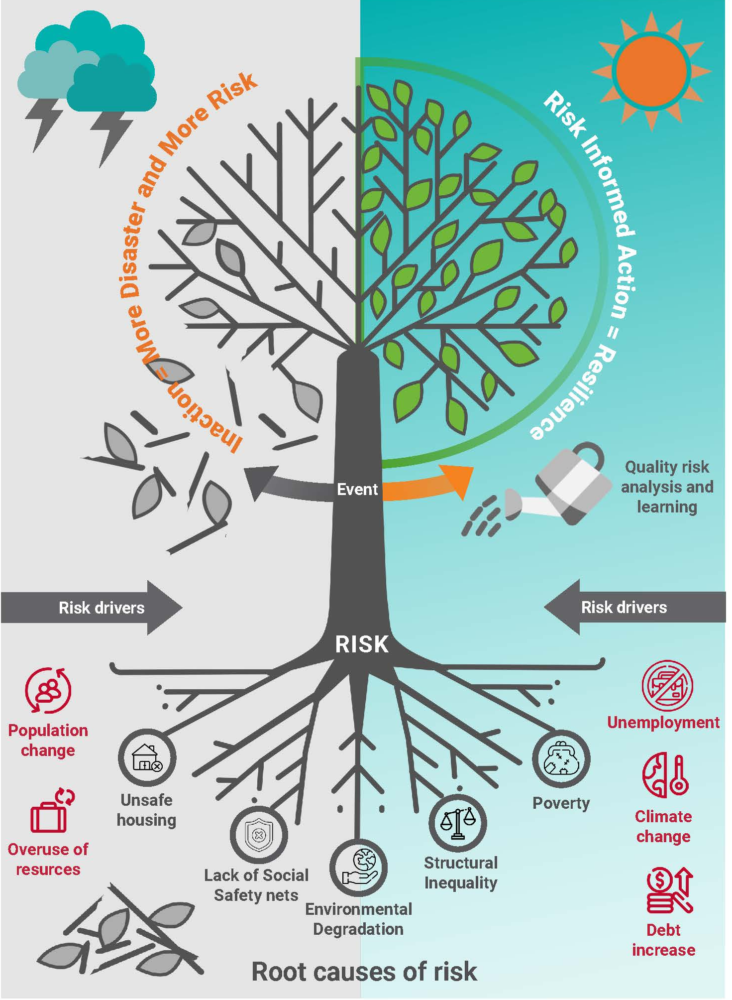 Inaction = More Disaster and More Risk
Risk Informed Action = Resilience
Event
Quality risk
analysis and
learning
Risk drivers
Risk drivers
RISK
Population
change
Overuse of
resurces
Unsafe
housing
Lack of Social
Safety nets
Environmental
Degradation
Structural
Inequality
Poverty
Unemployment
Climate
change
Debt
increase
Root causes of risk